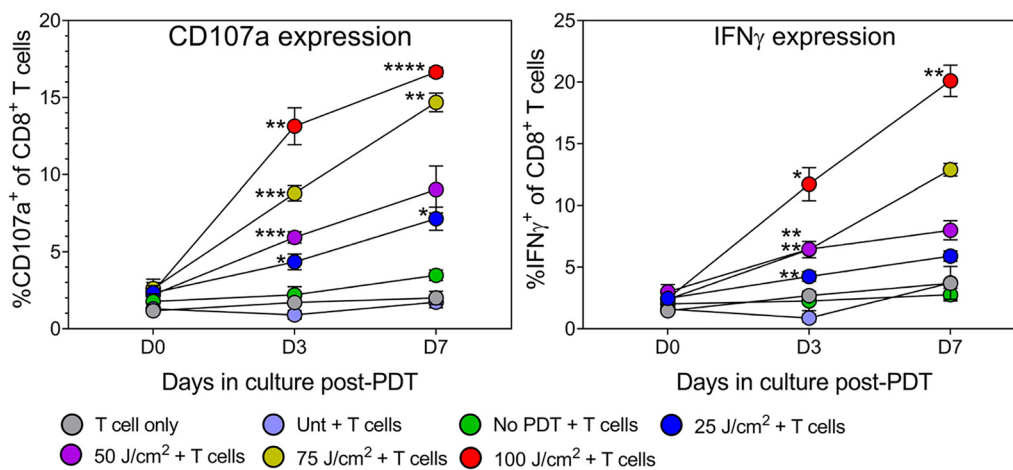 CD107a expression
%CD107a⁺ of CD8⁺ T cells
20
15
10
5
0
**
***
***
*
****
**
*
D0 D3 D7
Days in culture post-PDT
IFNγ expression
%IFNγ⁺ of CD8⁺ T cells
25
20
15
10
5
0
*
**
**
**
**
D0 D3 D7
Days in culture post-PDT
T cell only Unt + T cells No PDT + T cells 25 J/cm² + T cells
50 J/cm² + T cells 75 J/cm² + T cells 100 J/cm² + T cells